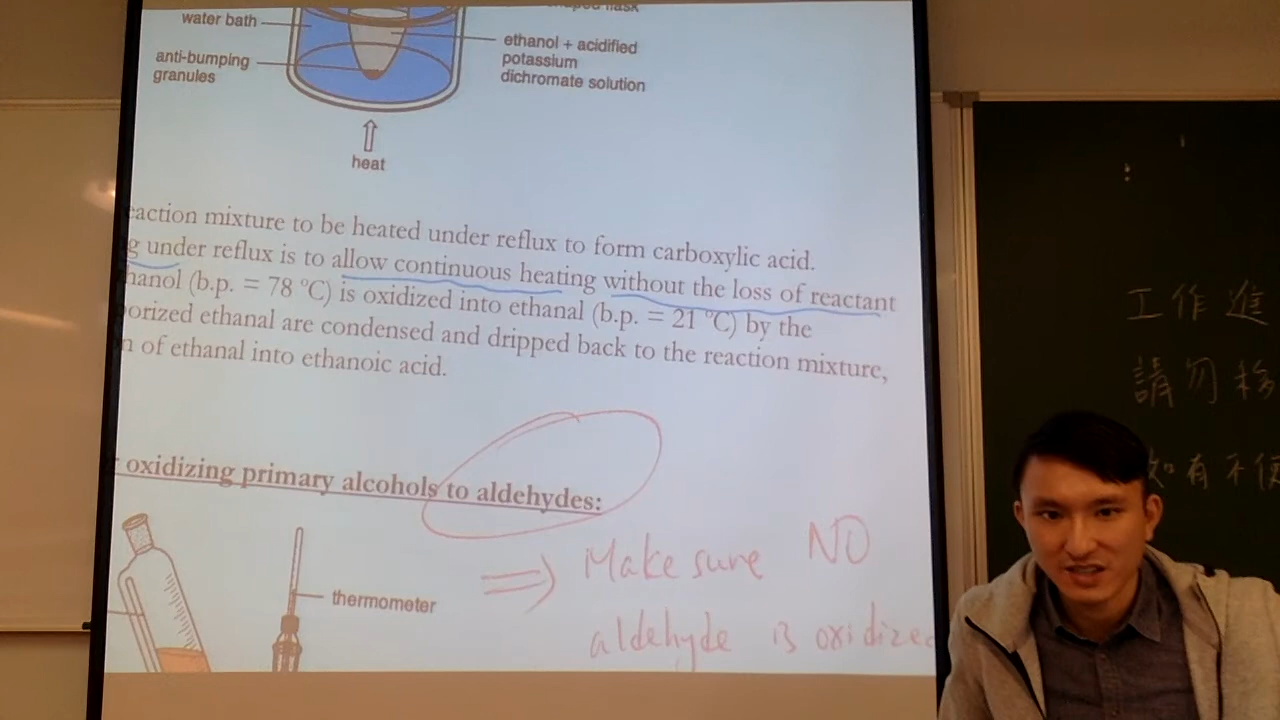 water bath
ethanol + acidified
potassium
dichromate solution
anti-bumping
granules
heat
reaction mixture to be heated under reflux to form carboxylic acid.
g under reflux is to allow continuous heating without the loss of reactant
hanol (b.p. = 78 °C) is oxidized into ethanal (b.p. = 21 °C) by the
orized ethanal are condensed and dripped back to the reaction mixture,
n of ethanal into ethanoic acid.
oxidizing primary alcohols to aldehydes:
⇒ Make sure NO
aldehyde is oxidized
thermometer
工作進
請勿移
如有不便